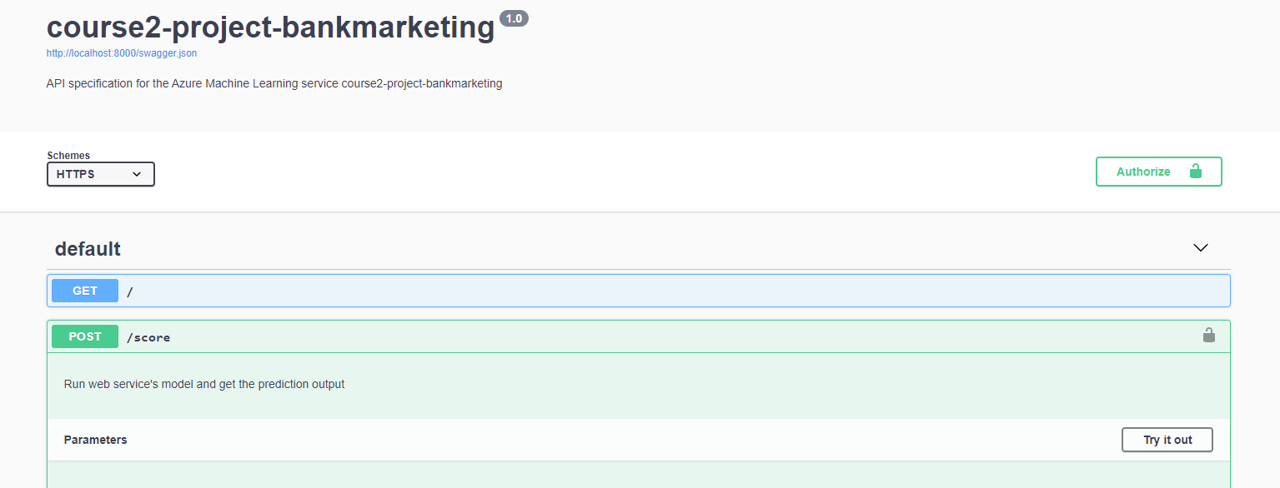 course2-project-bankmarketing 1.0
http://localhost:8000/swagger.json
API specification for the Azure Machine Learning service course2-project-bankmarketing
Schemes
HTTPS
Authorize
default
GET /
POST /score
Run web service's model and get the prediction output
Parameters
Try it out